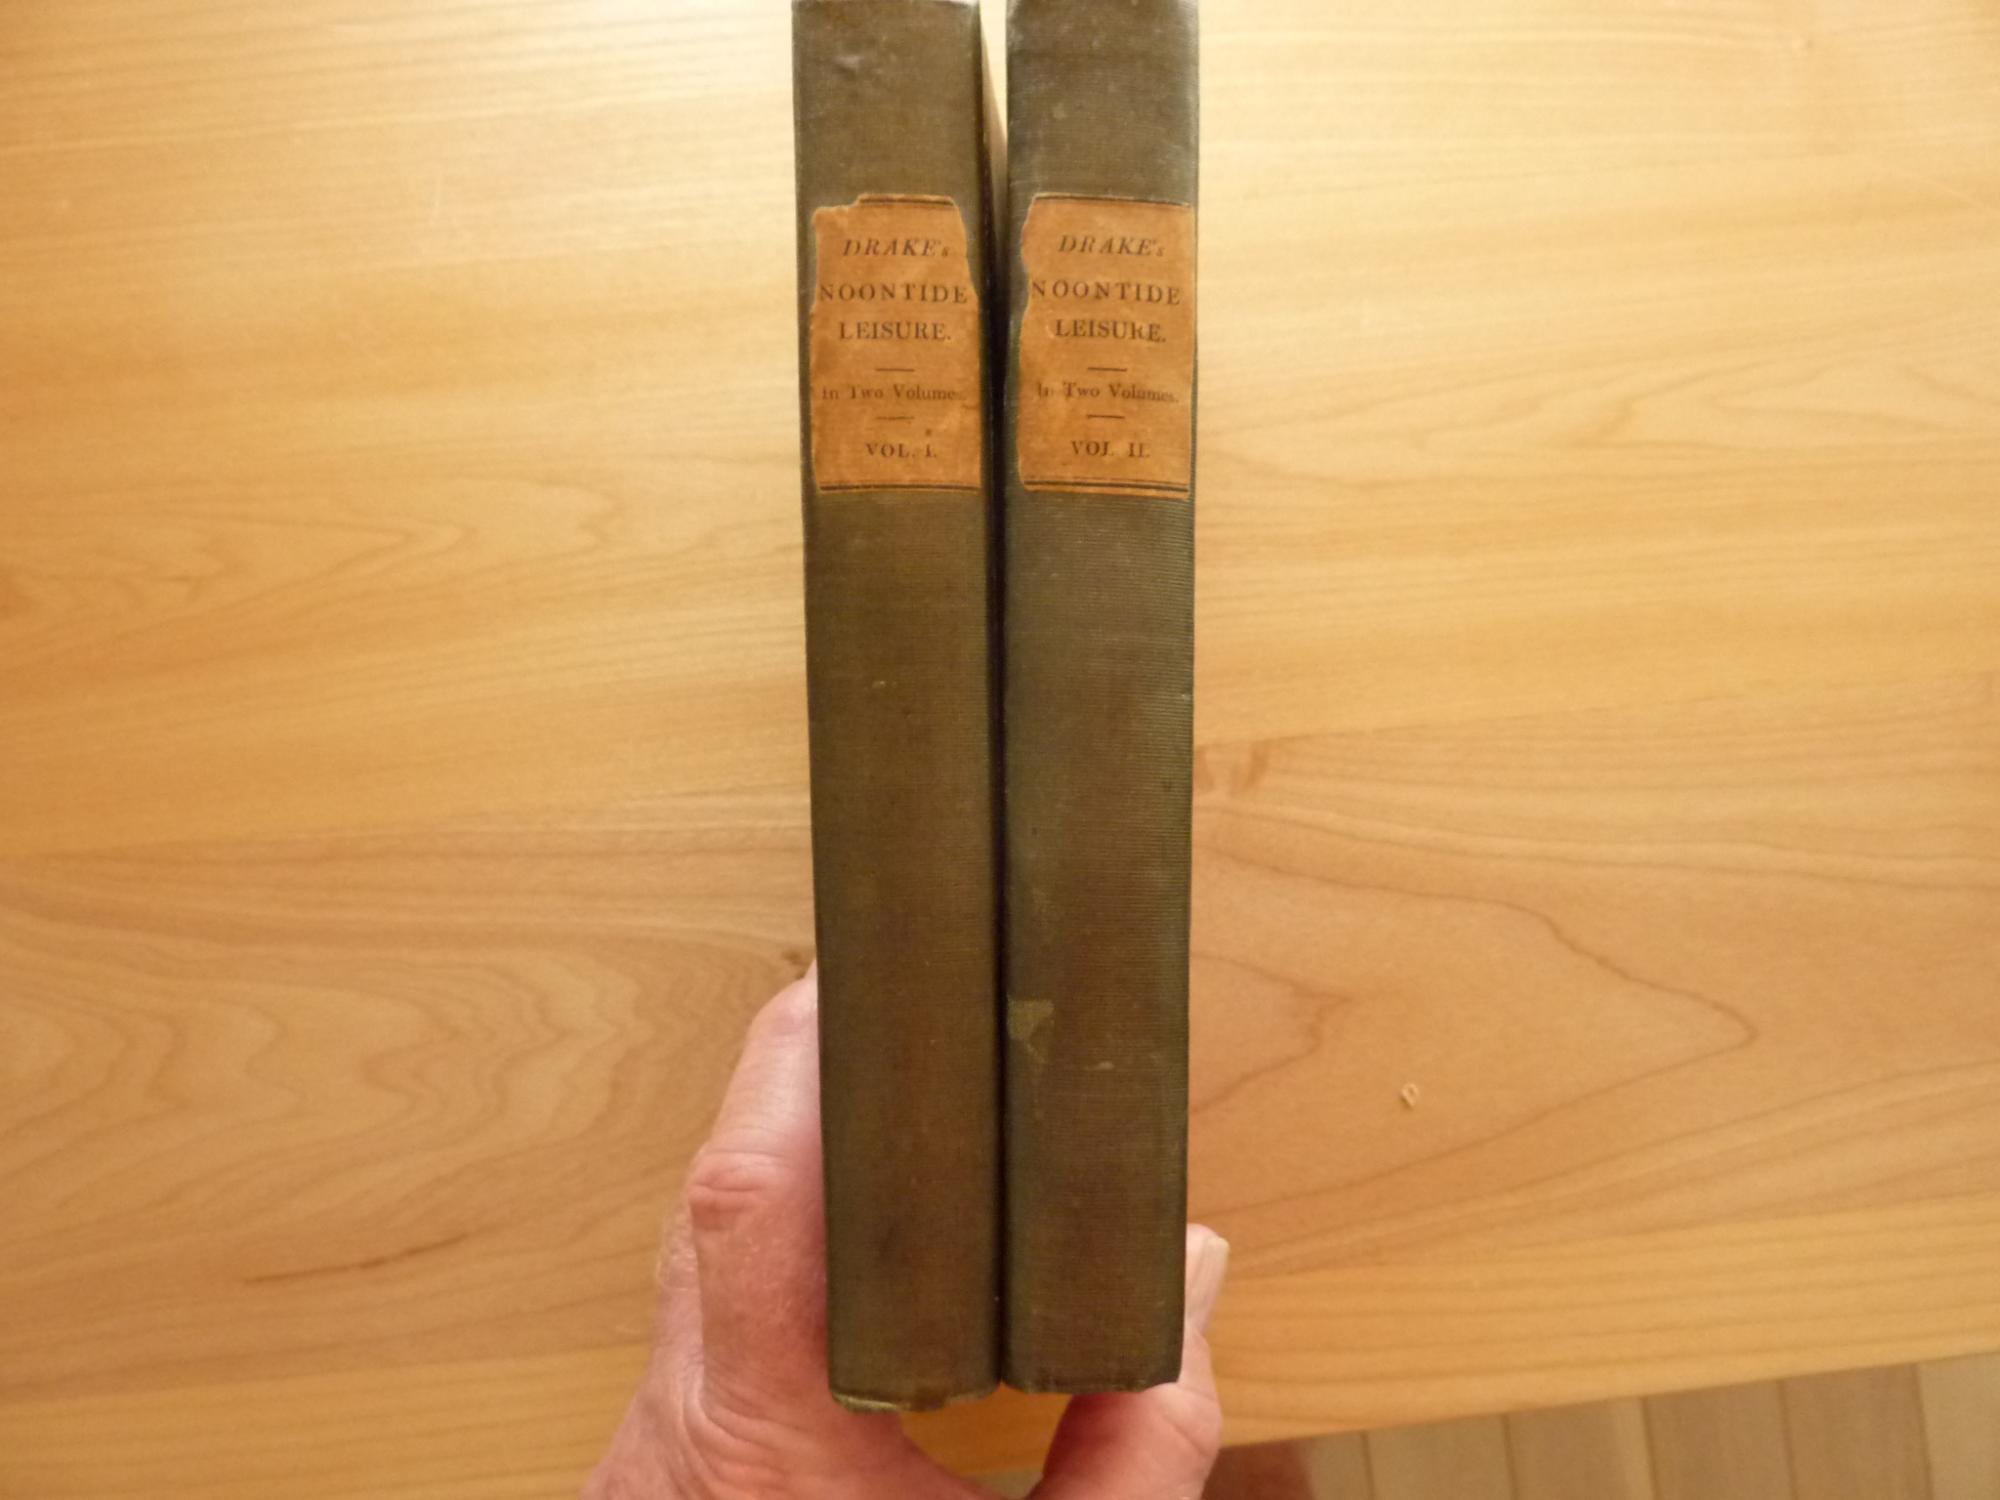 DRAKE's
NOONTIDE
LEISURE.
In Two Volumes.
VOL. I.
DRAKE's
NOONTIDE
LEISURE.
In Two Volumes.
VOL II.